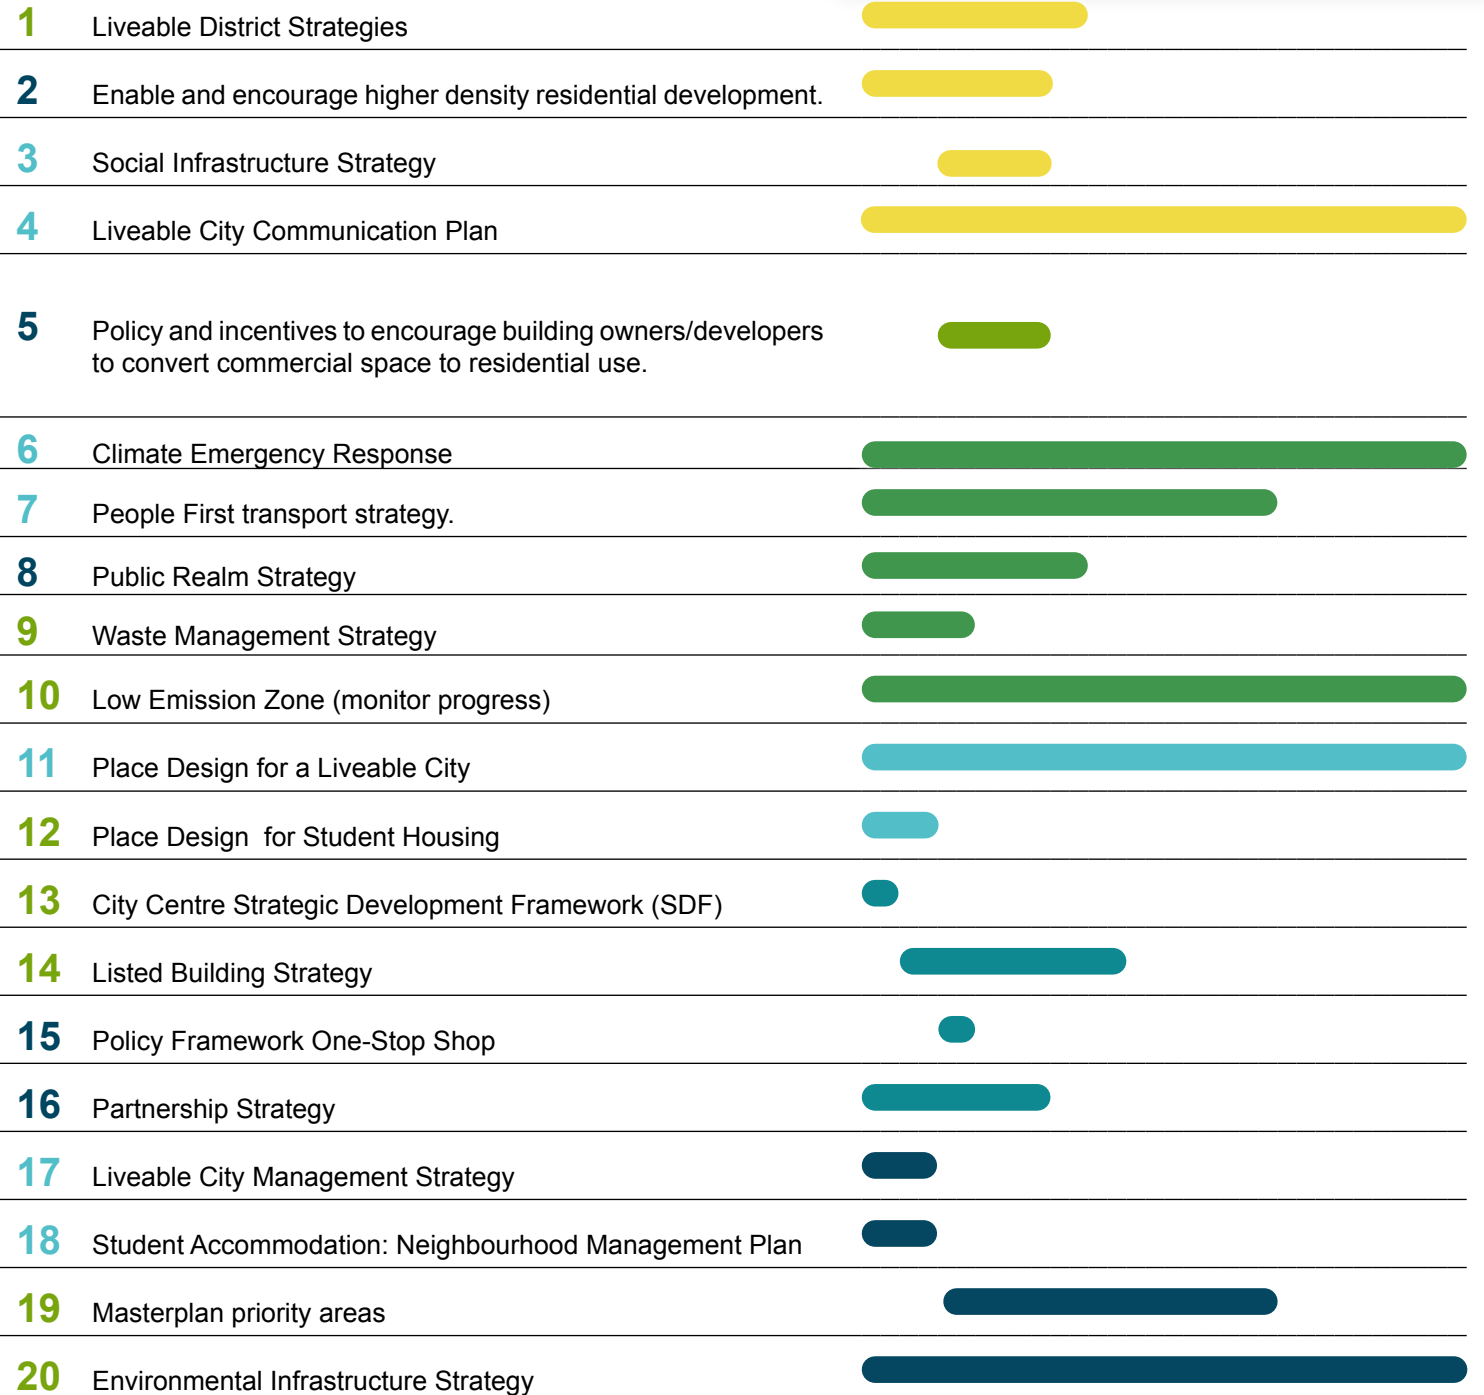 1 Liveable District Strategies
2 Enable and encourage higher density residential development.
3 Social Infrastructure Strategy
4 Liveable City Communication Plan
5 Policy and incentives to encourage building owners/developers
to convert commercial space to residential use.
6 Climate Emergency Response
7 People First transport strategy.
8 Public Realm Strategy
9 Waste Management Strategy
10 Low Emission Zone (monitor progress)
11 Place Design for a Liveable City
12 Place Design  for Student Housing
13 City Centre Strategic Development Framework (SDF)
14 Listed Building Strategy
15 Policy Framework One-Stop Shop
16 Partnership Strategy
17 Liveable City Management Strategy
18 Student Accommodation: Neighbourhood Management Plan
19 Masterplan priority areas
20 Environmental Infrastructure Strategy